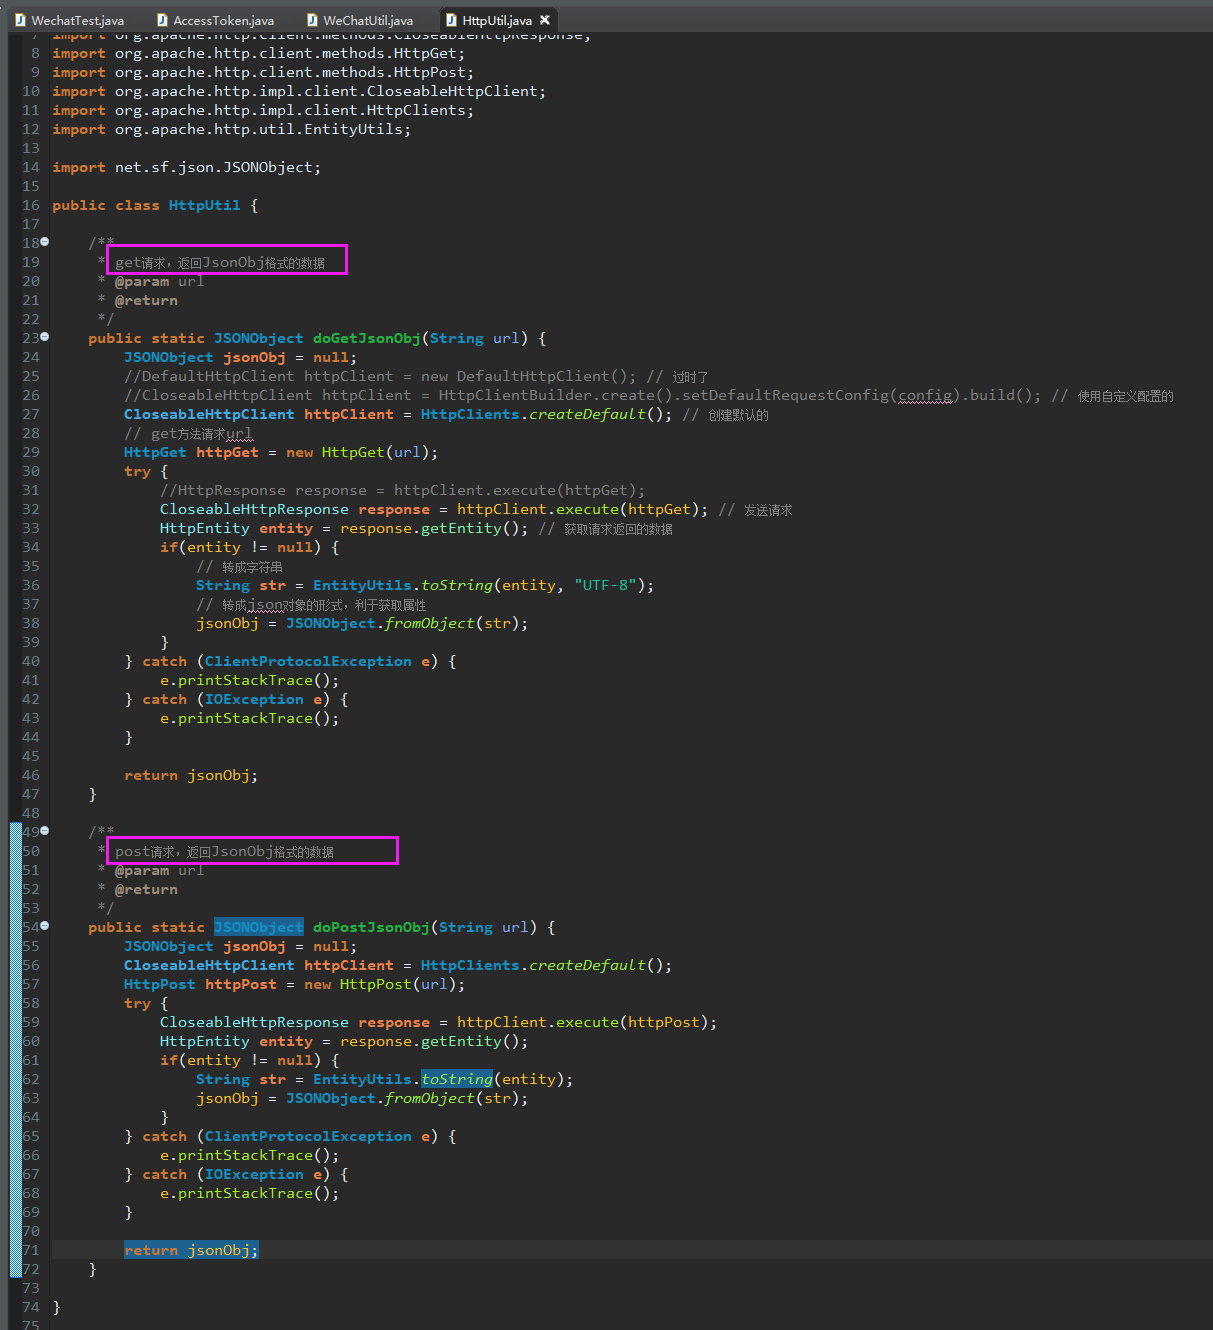 WechatTest.java AccessToken.java WeChatUtil.java HttpUtil.java
7 import org.apache.http.client.methods.CloseableHttpResponse;
8 import org.apache.http.client.methods.HttpGet;
9 import org.apache.http.client.methods.HttpPost;
10 import org.apache.http.impl.client.CloseableHttpClient;
11 import org.apache.http.impl.client.HttpClients;
12 import org.apache.http.util.EntityUtils;
13
14 import net.sf.json.JSONObject;
15
16 public class HttpUtil {
17
18     /**
19      * get请求，返回JsonObj格式的数据
20      * @param url
21      * @return
22      */
23     public static JSONObject doGetJsonObj(String url) {
24         JSONObject jsonObj = null;
25         //DefaultHttpClient httpClient = new DefaultHttpClient(); // 过时了
26         //CloseableHttpClient httpClient = HttpClientBuilder.create().setDefaultRequestConfig(config).build(); // 使用自定义配置的
27         CloseableHttpClient httpClient = HttpClients.createDefault(); // 创建默认的
28         // get方法请求url
29         HttpGet httpGet = new HttpGet(url);
30         try {
31             //HttpResponse response = httpClient.execute(httpGet);
32             CloseableHttpResponse response = httpClient.execute(httpGet); // 发送请求
33             HttpEntity entity = response.getEntity(); // 获取请求返回的数据
34             if(entity != null) {
35                 // 转成字符串
36                 String str = EntityUtils.toString(entity, "UTF-8");
37                 // 转成json对象的形式，利于获取属性
38                 jsonObj = JSONObject.fromObject(str);
39             }
40         } catch (ClientProtocolException e) {
41             e.printStackTrace();
42         } catch (IOException e) {
43             e.printStackTrace();
44         }
45
46         return jsonObj;
47     }
48
49     /**
50      * post请求，返回JsonObj格式的数据
51      * @param url
52      * @return
53      */
54     public static JSONObject doPostJsonObj(String url) {
55         JSONObject jsonObj = null;
56         CloseableHttpClient httpClient = HttpClients.createDefault();
57         HttpPost httpPost = new HttpPost(url);
58         try {
59             CloseableHttpResponse response = httpClient.execute(httpPost);
60             HttpEntity entity = response.getEntity();
61             if(entity != null) {
62                 String str = EntityUtils.toString(entity);
63                 jsonObj = JSONObject.fromObject(str);
64             }
65         } catch (ClientProtocolException e) {
66             e.printStackTrace();
67         } catch (IOException e) {
68             e.printStackTrace();
69         }
70
71         return jsonObj;
72     }
73
74 }
75